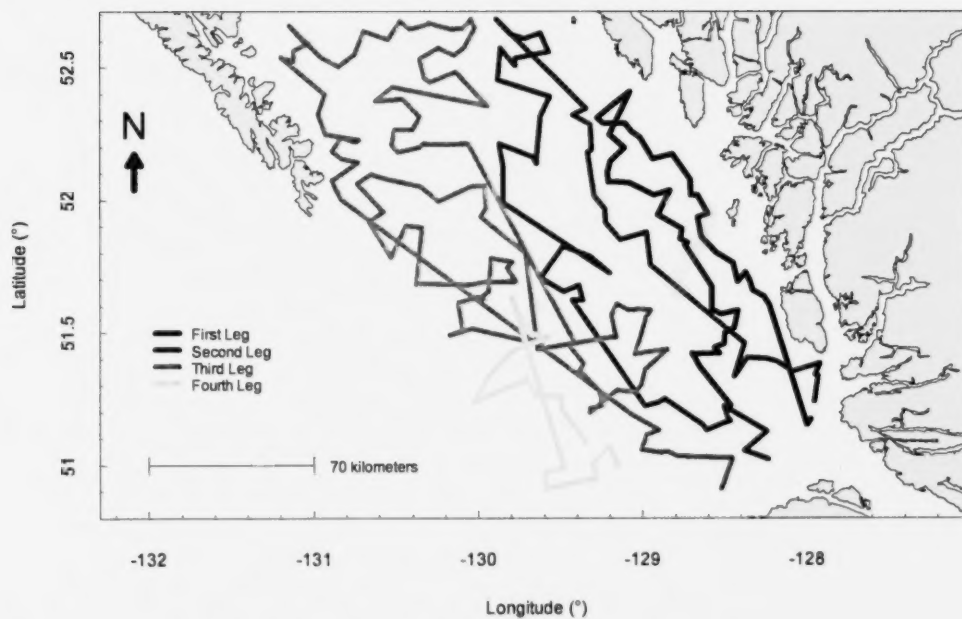 52.5
52
51.5
51
Latitude (°)
N
First Leg
Second Leg
Third Leg
Fourth Leg
70 kilometers
-132
-131
-130
-129
-128
Longitude (°)